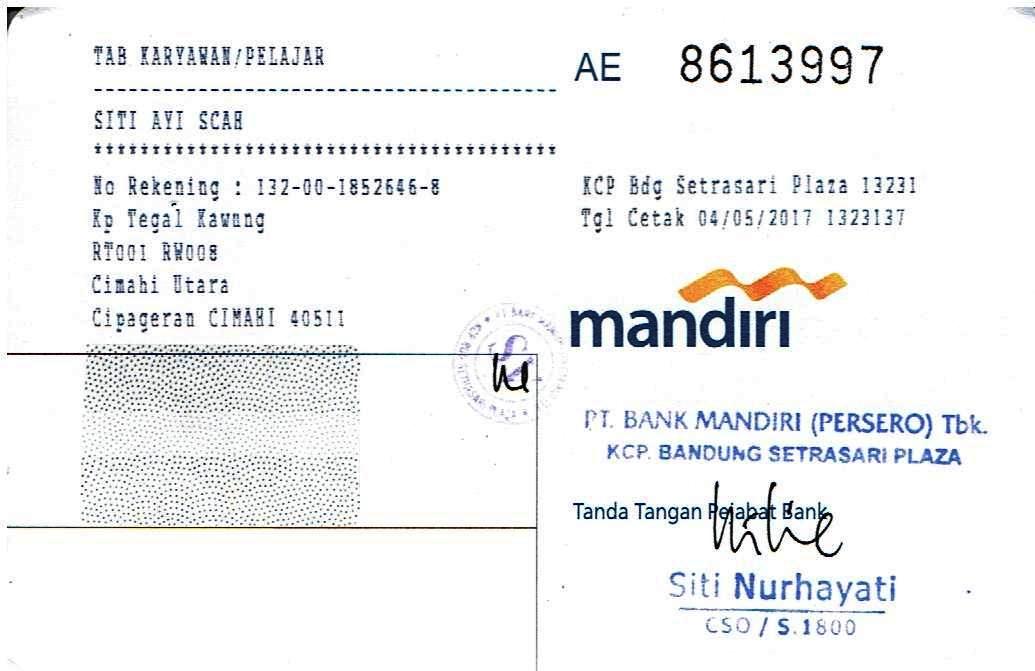 TAB KARYAWAN/PELAJAR
AE 8613997
SITI AYI SCAH
No Rekening : 132-00-1852646-8
Kp Tegal Kawung
RT001 RW008
Cimahi Utara
Cipageran CIMAHI 40511
KCP Bdg Setrasari Plaza 13231
Tgl Cetak 04/05/2017 1323137
mandiri
PT. BANK MANDIRI (PERSERO) Tbk.
KCP. BANDUNG SETRASARI PLAZA
Tanda Tangan Pejabat Bank
Siti Nurhayati
CSO / S.1800